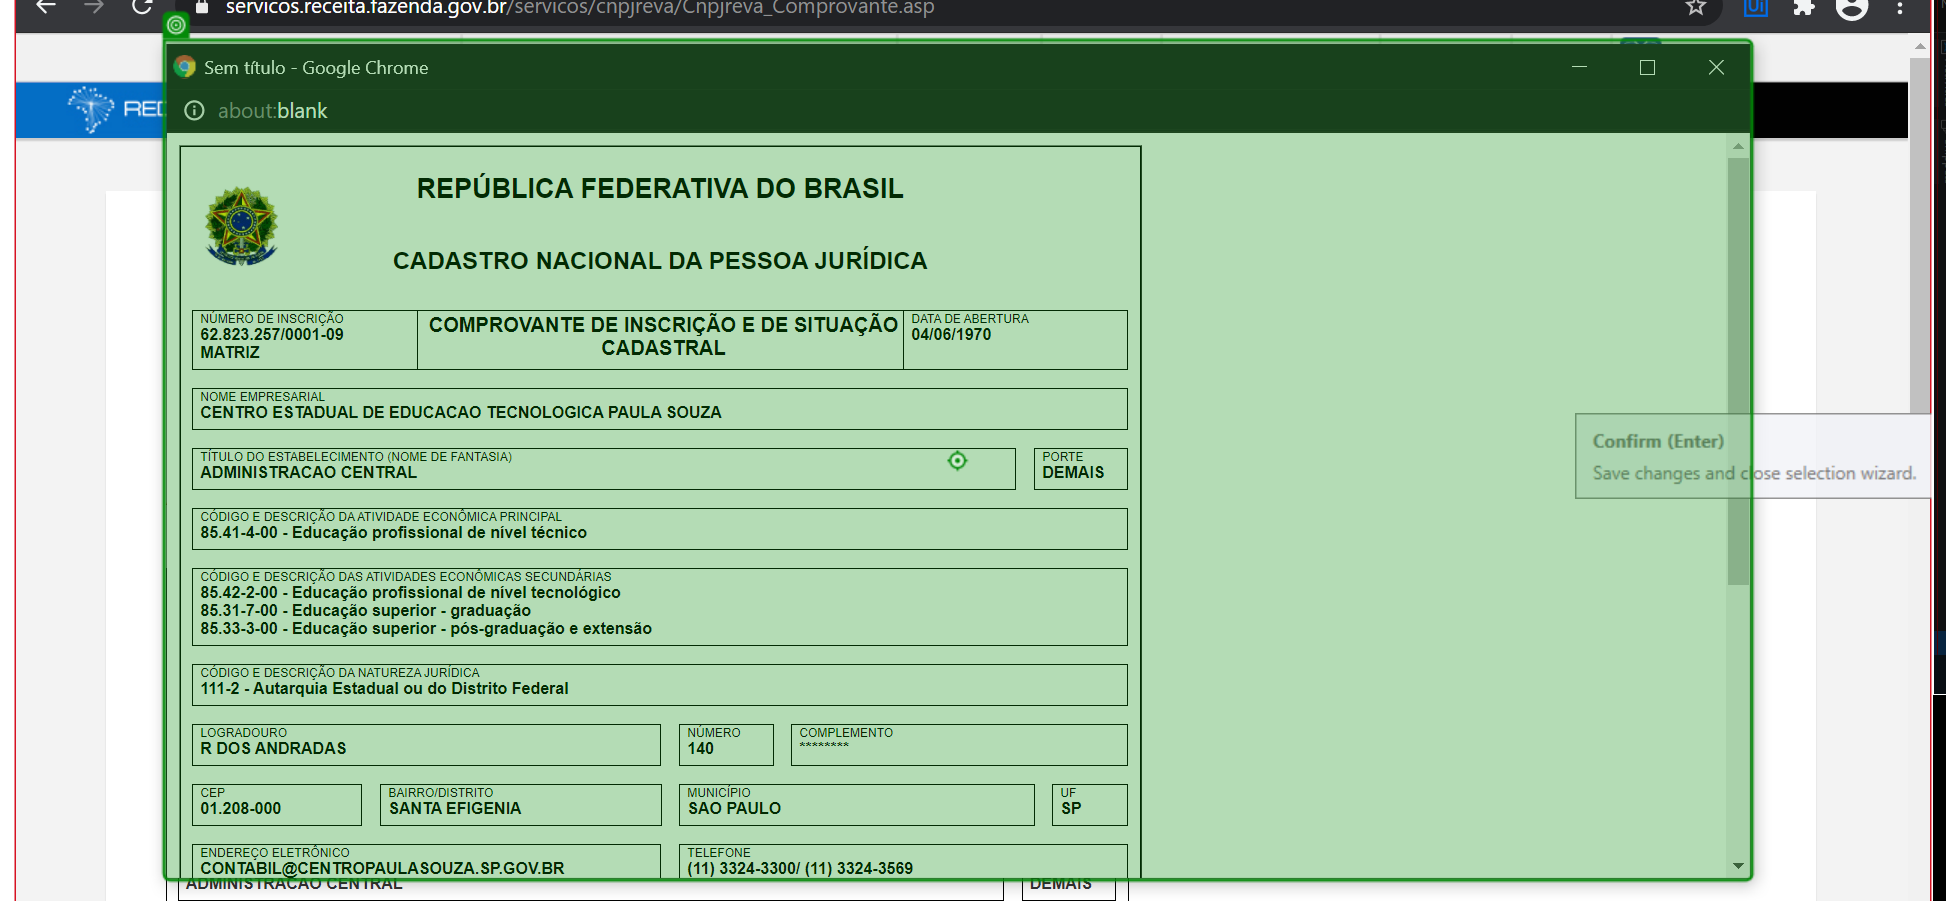 servicos.receita.fazenda.gov.br/servicos/cnpjreva/Cnpjreva_Comprovante.asp
Ui
Sem título - Google Chrome
about:blank
RED
REPÚBLICA FEDERATIVA DO BRASIL
CADASTRO NACIONAL DA PESSOA JURÍDICA
NÚMERO DE INSCRIÇÃO
62.823.257/0001-09
MATRIZ
COMPROVANTE DE INSCRIÇÃO E DE SITUAÇÃO
CADASTRAL
DATA DE ABERTURA
04/06/1970
NOME EMPRESARIAL
CENTRO ESTADUAL DE EDUCACAO TECNOLOGICA PAULA SOUZA
TÍTULO DO ESTABELECIMENTO (NOME DE FANTASIA)
ADMINISTRACAO CENTRAL
PORTE
DEMAIS
Confirm (Enter)
Save changes and close selection wizard.
CÓDIGO E DESCRIÇÃO DA ATIVIDADE ECONÔMICA PRINCIPAL
85.41-4-00 - Educação profissional de nível técnico
CÓDIGO E DESCRIÇÃO DAS ATIVIDADES ECONÔMICAS SECUNDÁRIAS
85.42-2-00 - Educação profissional de nível tecnológico
85.31-7-00 - Educação superior - graduação
85.33-3-00 - Educação superior - pós-graduação e extensão
CÓDIGO E DESCRIÇÃO DA NATUREZA JURÍDICA
111-2 - Autarquia Estadual ou do Distrito Federal
LOGRADOURO
R DOS ANDRADAS
NÚMERO
140
COMPLEMENTO
********
CEP
01.208-000
BAIRRO/DISTRITO
SANTA EFIGENIA
MUNICÍPIO
SAO PAULO
UF
SP
ENDEREÇO ELETRÔNICO
CONTABIL@CENTROPAULASOUZA.SP.GOV.BR
TELEFONE
(11) 3324-3300/ (11) 3324-3569
ADMINISTRACAO CENTRAL
DEMAIS